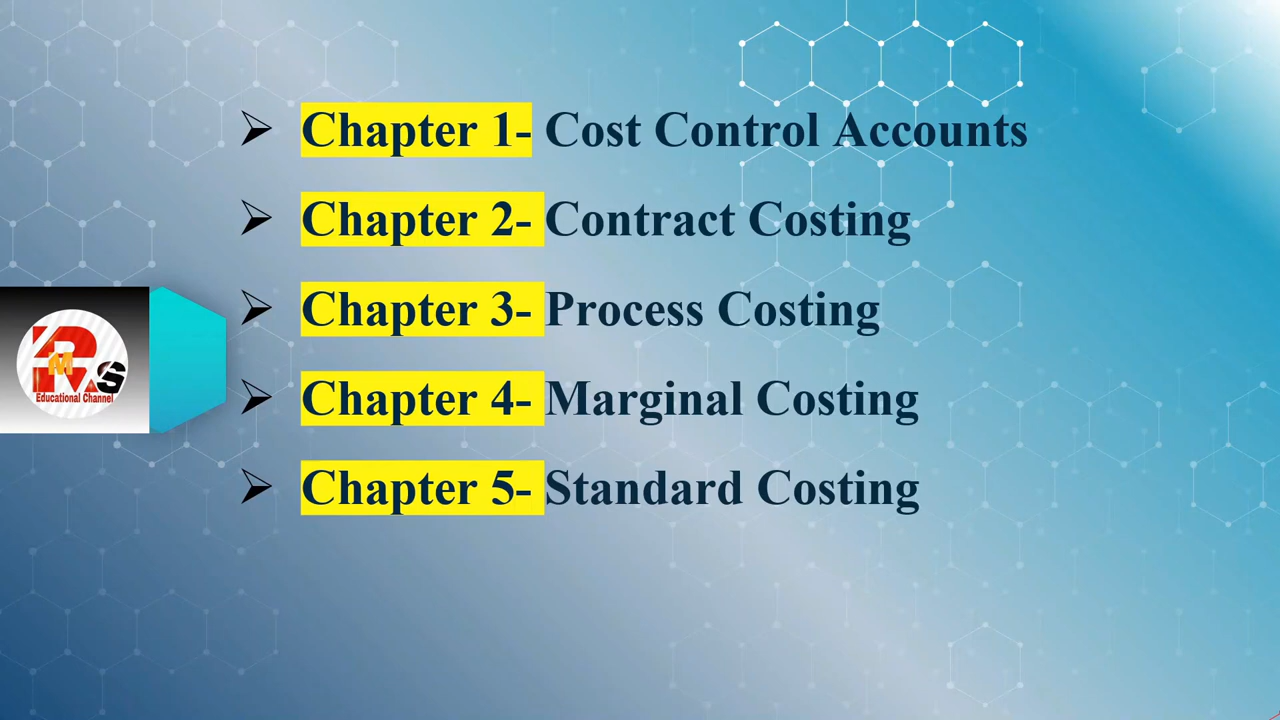 Chapter 1- Cost Control Accounts
Chapter 2- Contract Costing
Chapter 3- Process Costing
Chapter 4- Marginal Costing
Chapter 5- Standard Costing
Educational Channel